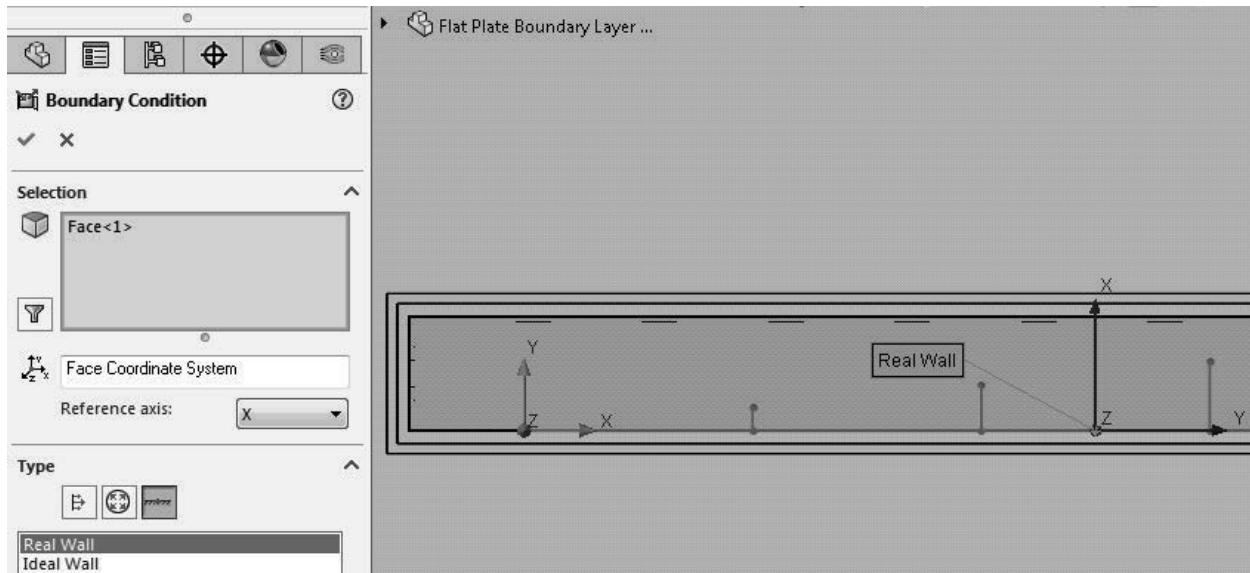 Flat Plate Boundary Layer ...
Boundary Condition
Selection
Face<1>
Face Coordinate System
Reference axis:
X
Type
Real Wall
Ideal Wall
Y
Z
X
Real Wall
X
Z
Y